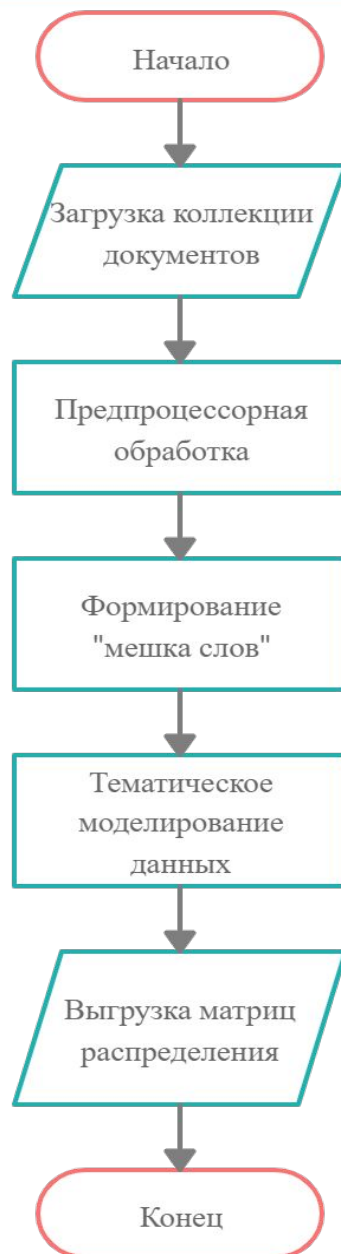 Начало
Загрузка коллекции
документов
Предпроцессорная
обработка
Формирование
"мешка слов"
Тематическое
моделирование
данных
Выгрузка матриц
распределения
Конец